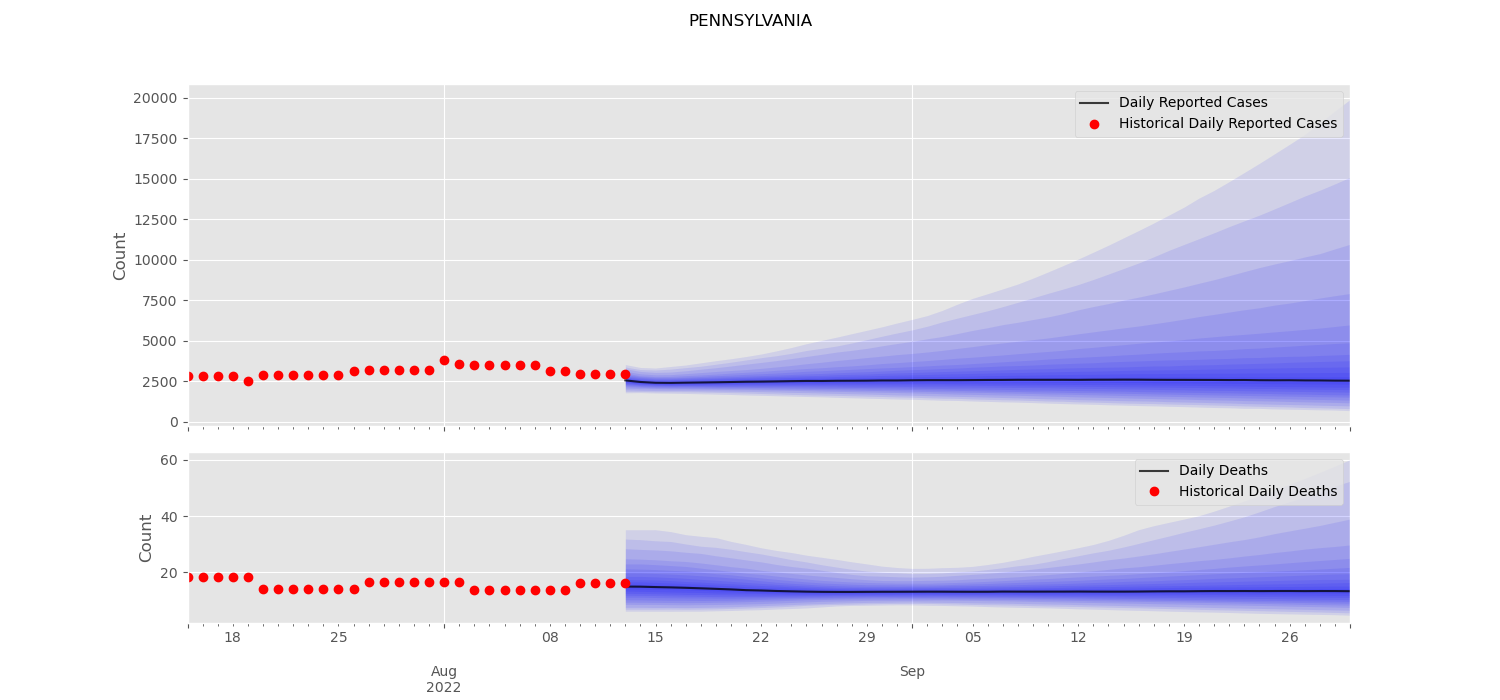 PENNSYLVANIA
20000
17500
15000
12500
10000
7500
5000
2500
0
Count
Daily Reported Cases
Historical Daily Reported Cases
60
40
20
Count
Daily Deaths
Historical Daily Deaths
18 25 08 15 22 29 05 12 19 26
Aug Sep
2022